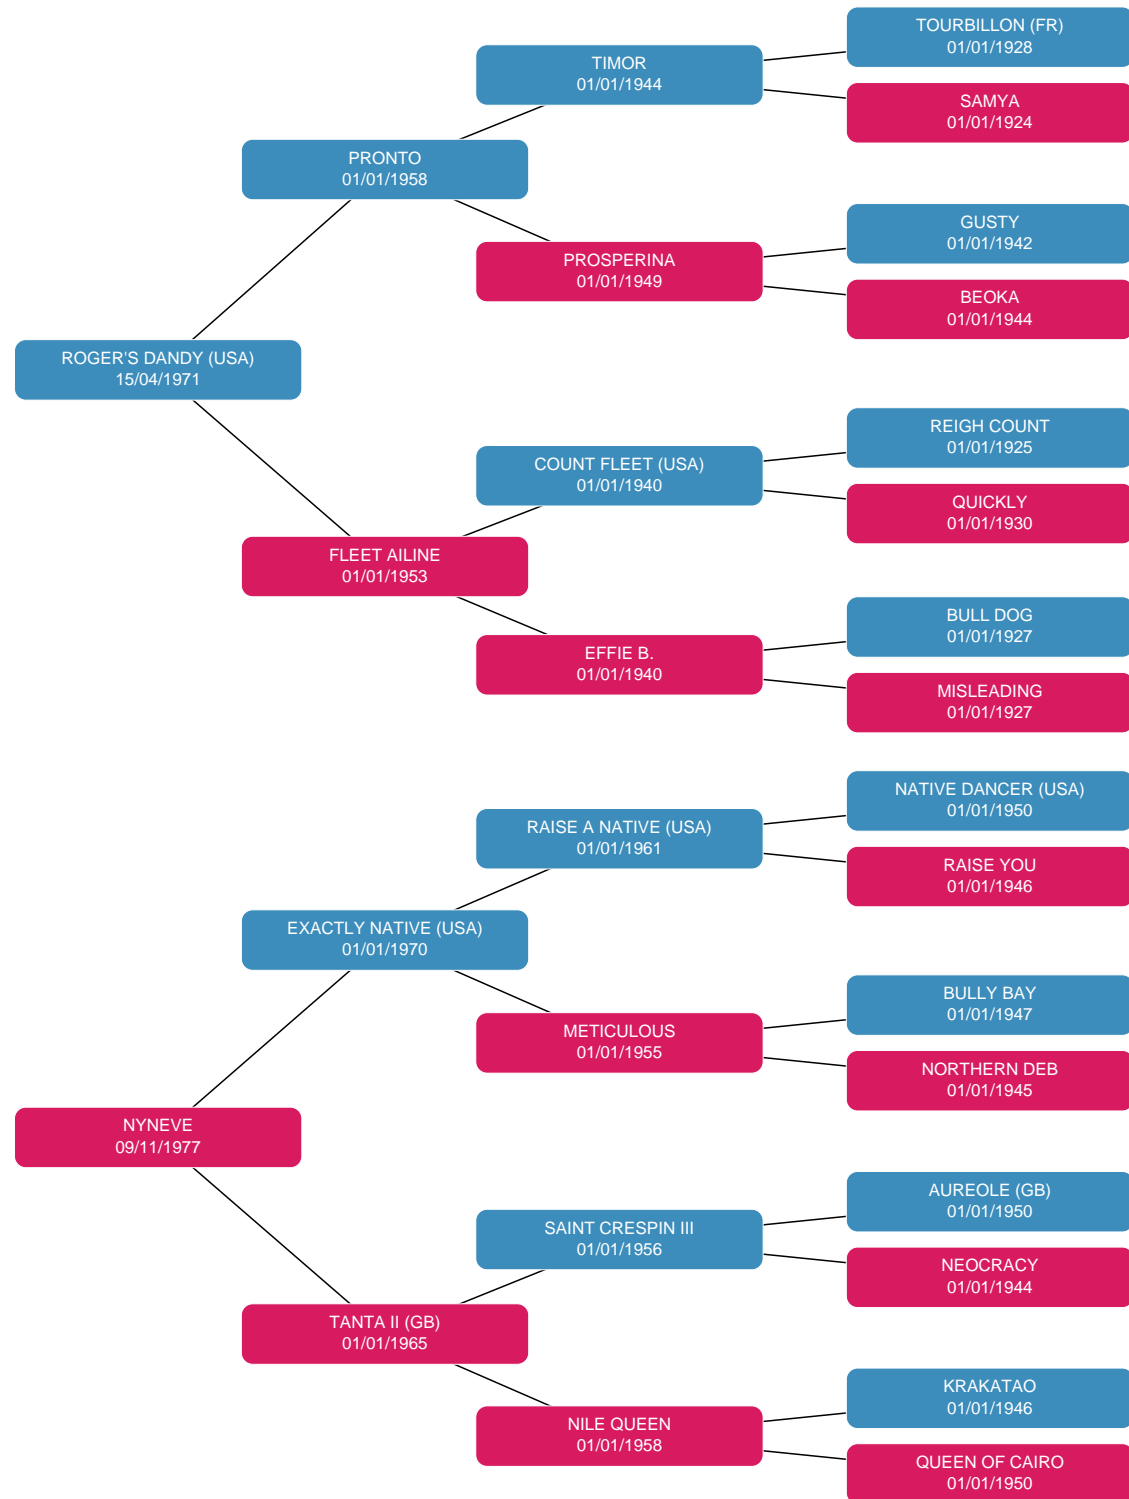 TOURBILLON (FR)
01/01/1928
TIMOR
01/01/1944
SAMYA
01/01/1924
PRONTO
01/01/1958
GUSTY
01/01/1942
PROSPERINA
01/01/1949
BEOKA
01/01/1944
ROGER'S DANDY (USA)
15/04/1971
REIGH COUNT
01/01/1925
COUNT FLEET (USA)
01/01/1940
QUICKLY
01/01/1930
FLEET AILINE
01/01/1953
BULL DOG
01/01/1927
EFFIE B.
01/01/1940
MISLEADING
01/01/1927
NATIVE DANCER (USA)
01/01/1950
RAISE A NATIVE (USA)
01/01/1961
RAISE YOU
01/01/1946
EXACTLY NATIVE (USA)
01/01/1970
BULLY BAY
01/01/1947
METICULOUS
01/01/1955
NORTHERN DEB
01/01/1945
NYNEVE
09/11/1977
AUREOLE (GB)
01/01/1950
SAINT CRESPIN III
01/01/1956
NEOCRACY
01/01/1944
TANTA II (GB)
01/01/1965
KRAKATAO
01/01/1946
NILE QUEEN
01/01/1958
QUEEN OF CAIRO
01/01/1950